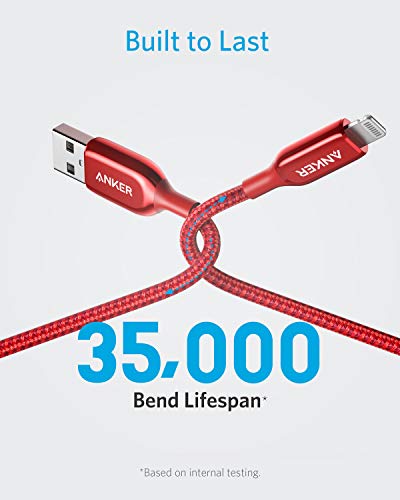 Built to Last
ANKER
ANKER
35,000
Bend Lifespan*
*Based on internal testing.